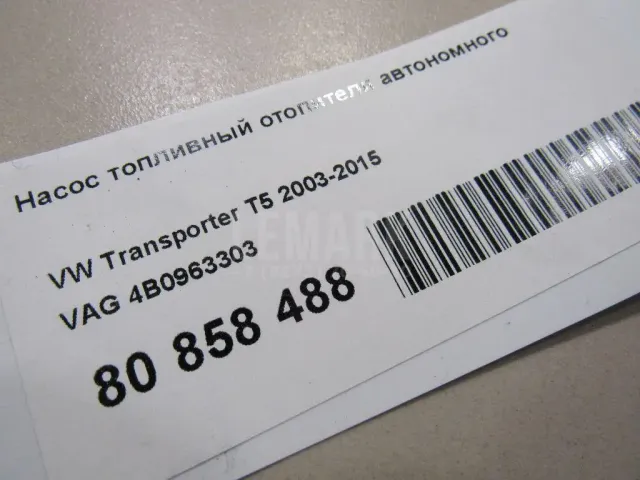 Насос топливный отопителя автономного
VW Transporter T5 2003-2015
VAG 4B0963303
80 858 488